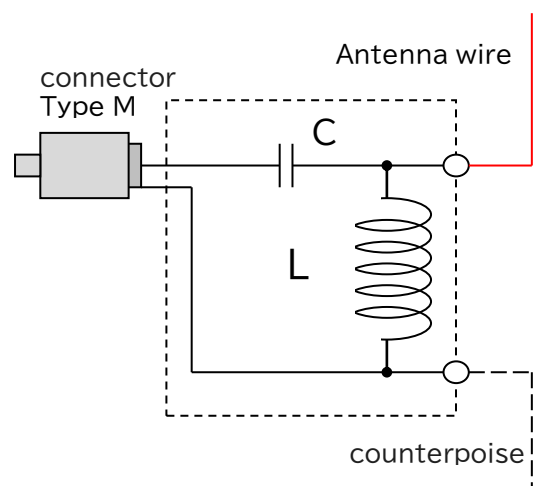 Antenna wire
connector
Type M
C
L
counterpoise